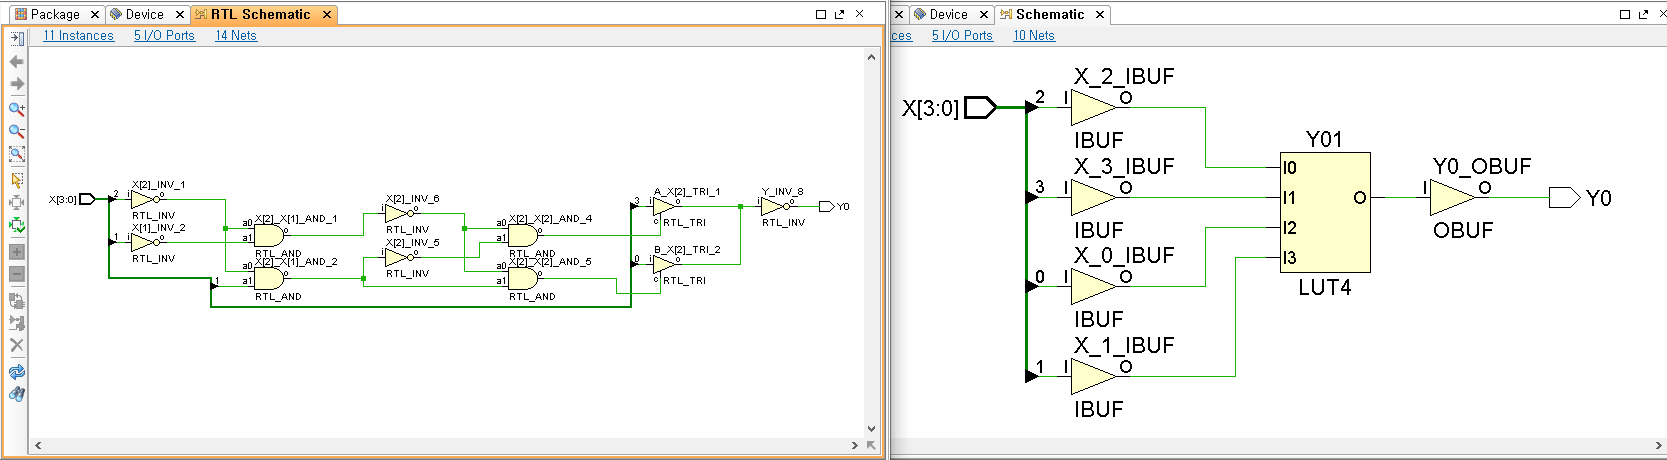 Package Device RTL Schematic
11 Instances 5 I/O Ports 14 Nets
X[3:0]
2
X[2]_INV_1
i
o
RTL_INV
1
X[1]_INV_2
i
o
RTL_INV
X[2]_X[1]_AND_1
a0
a1
o
RTL_AND
X[2]_X[1]_AND_2
a0
a1
o
RTL_AND
1
X[2]_INV_6
i
o
RTL_INV
X[2]_INV_5
i
o
RTL_INV
X[2]_X[2]_AND_4
a0
a1
o
RTL_AND
X[2]_X[2]_AND_5
a0
a1
o
RTL_AND
3
A_X[2]_TRI_1
i
o
c
RTL_TRI
0
B_X[2]_TRI_2
i
o
c
RTL_TRI
Y_INV_8
i
o
RTL_INV
Y0
Device Schematic
ces 5 I/O Ports 10 Nets
X[3:0]
2
X_2_IBUF
I
O
IBUF
3
X_3_IBUF
I
O
IBUF
0
X_0_IBUF
I
O
IBUF
1
X_1_IBUF
I
O
IBUF
Y01
I0
I1
I2
I3
O
LUT4
Y0_OBUF
I
O
OBUF
Y0